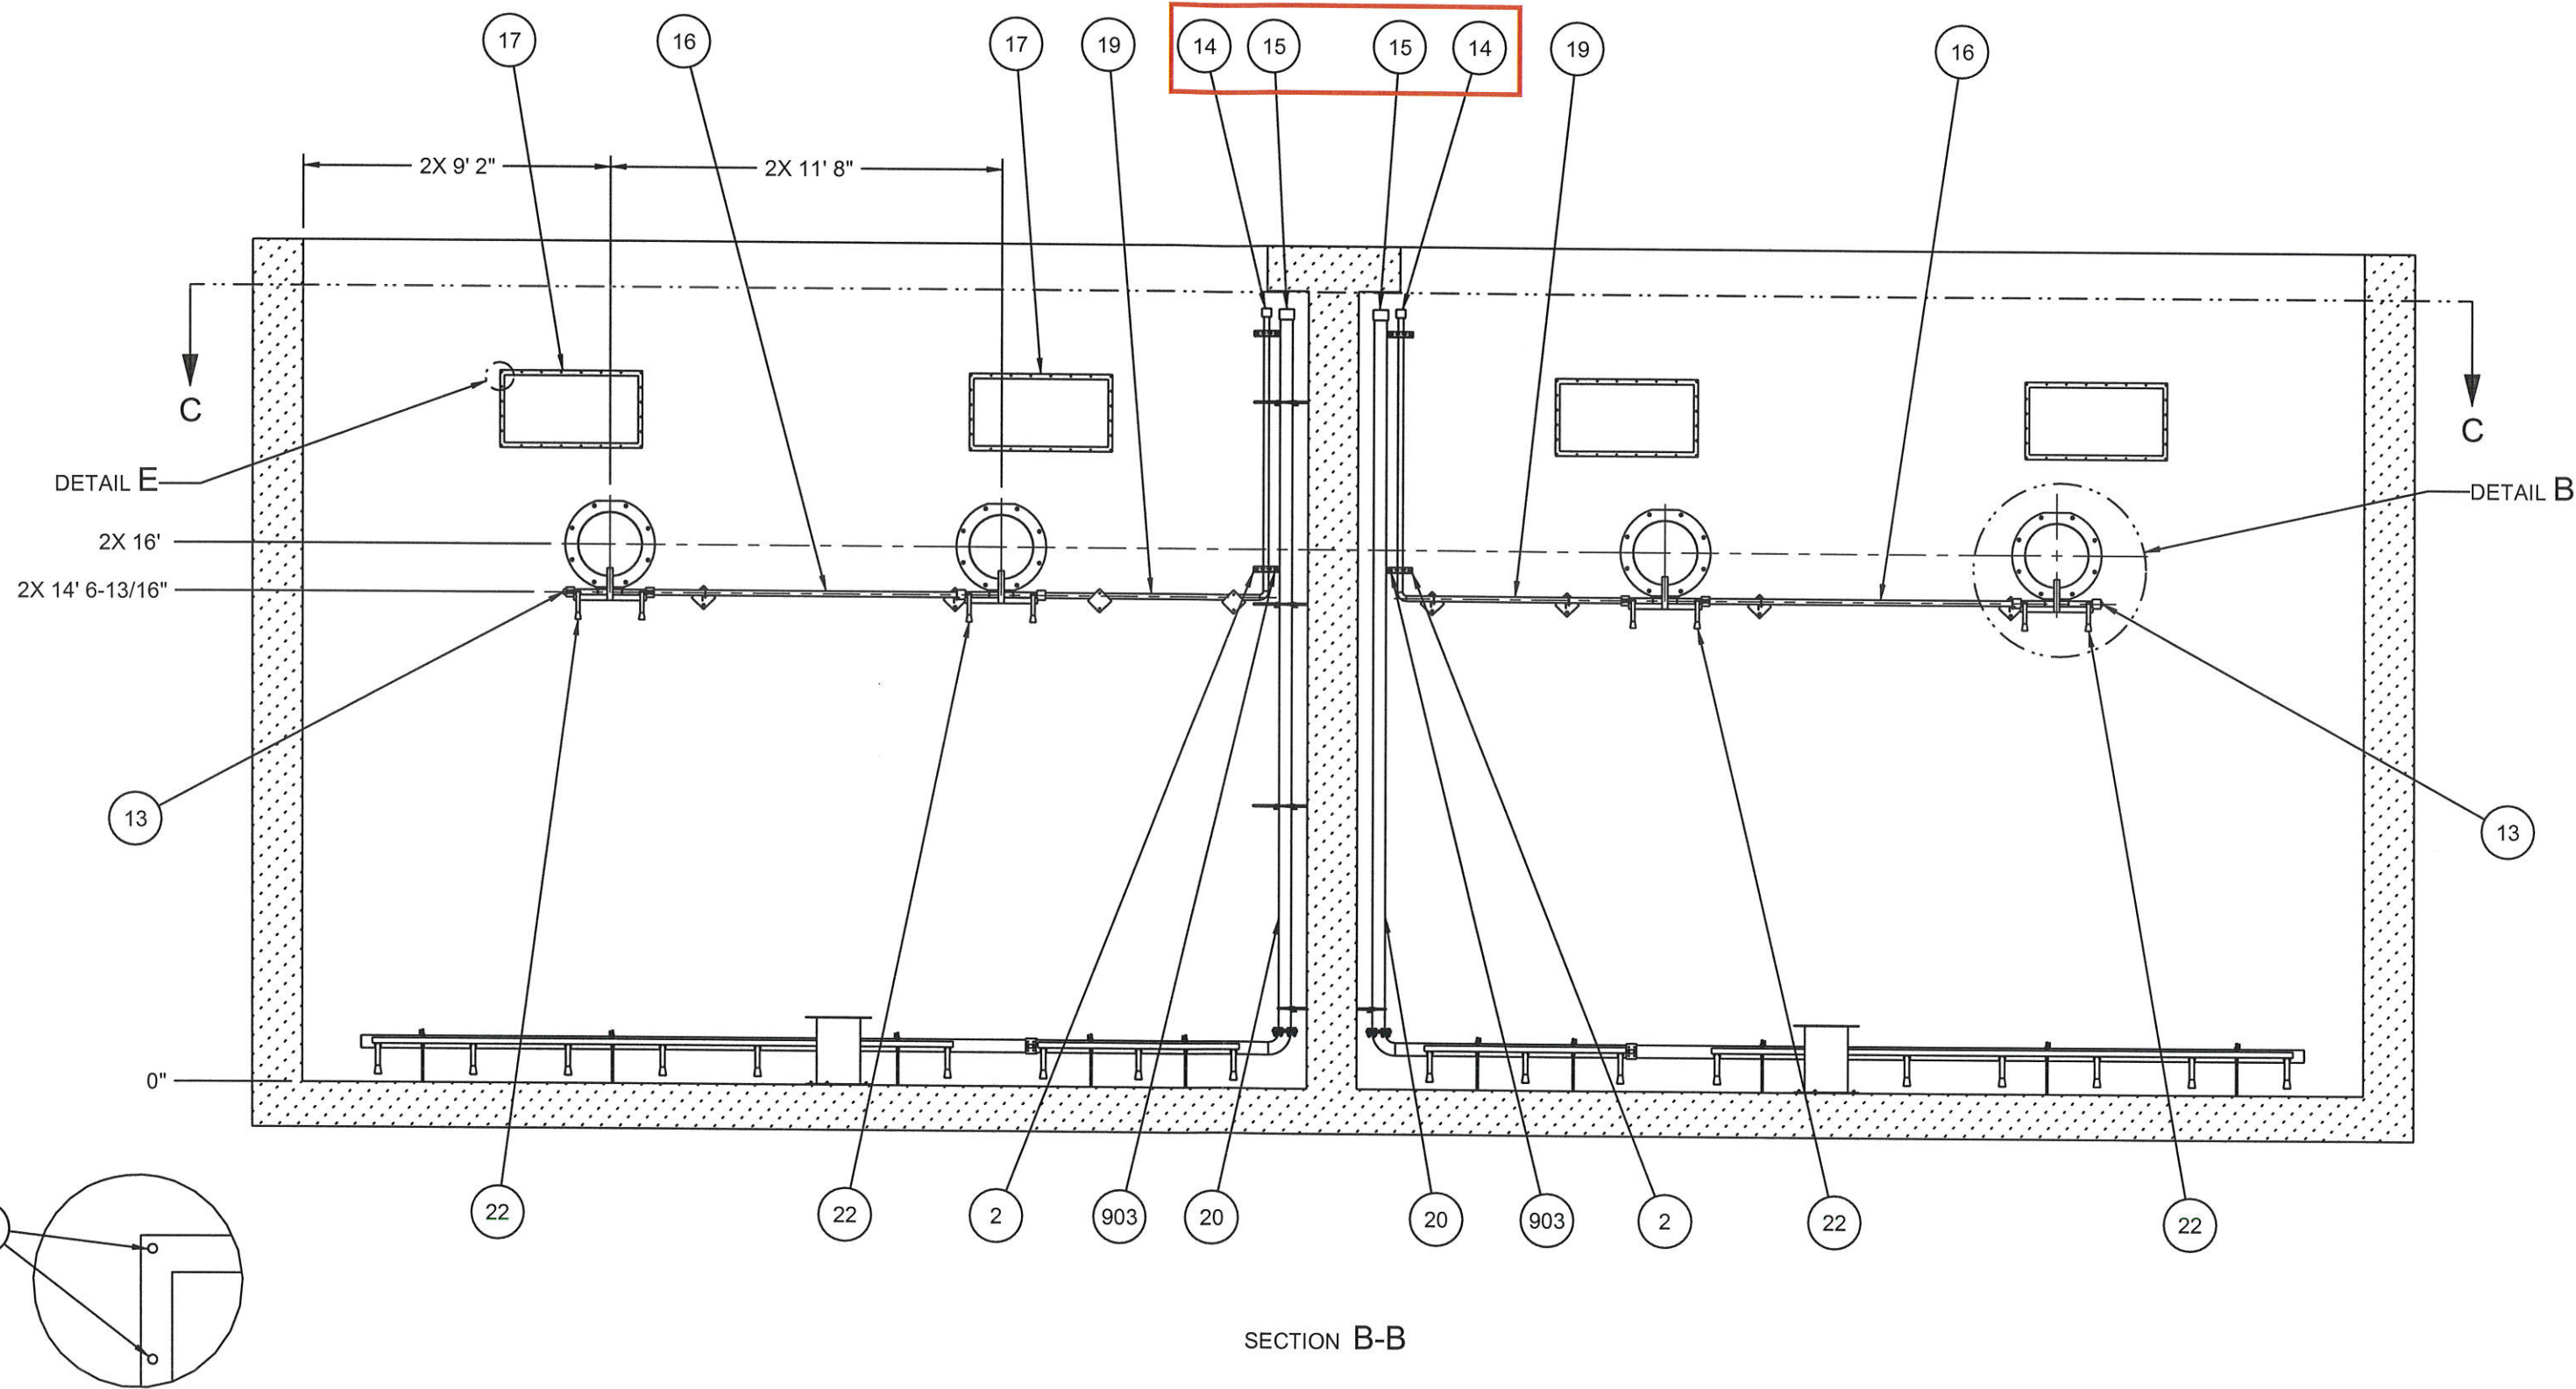 17 16 17 19 14 15 15 14 19 16
2X 9' 2" 2X 11' 8"
C C
DETAIL E DETAIL B
2X 16'
2X 14' 6-13/16"
13 13
0"
22 22 2 903 20 20 903 2 22 22
SECTION B-B